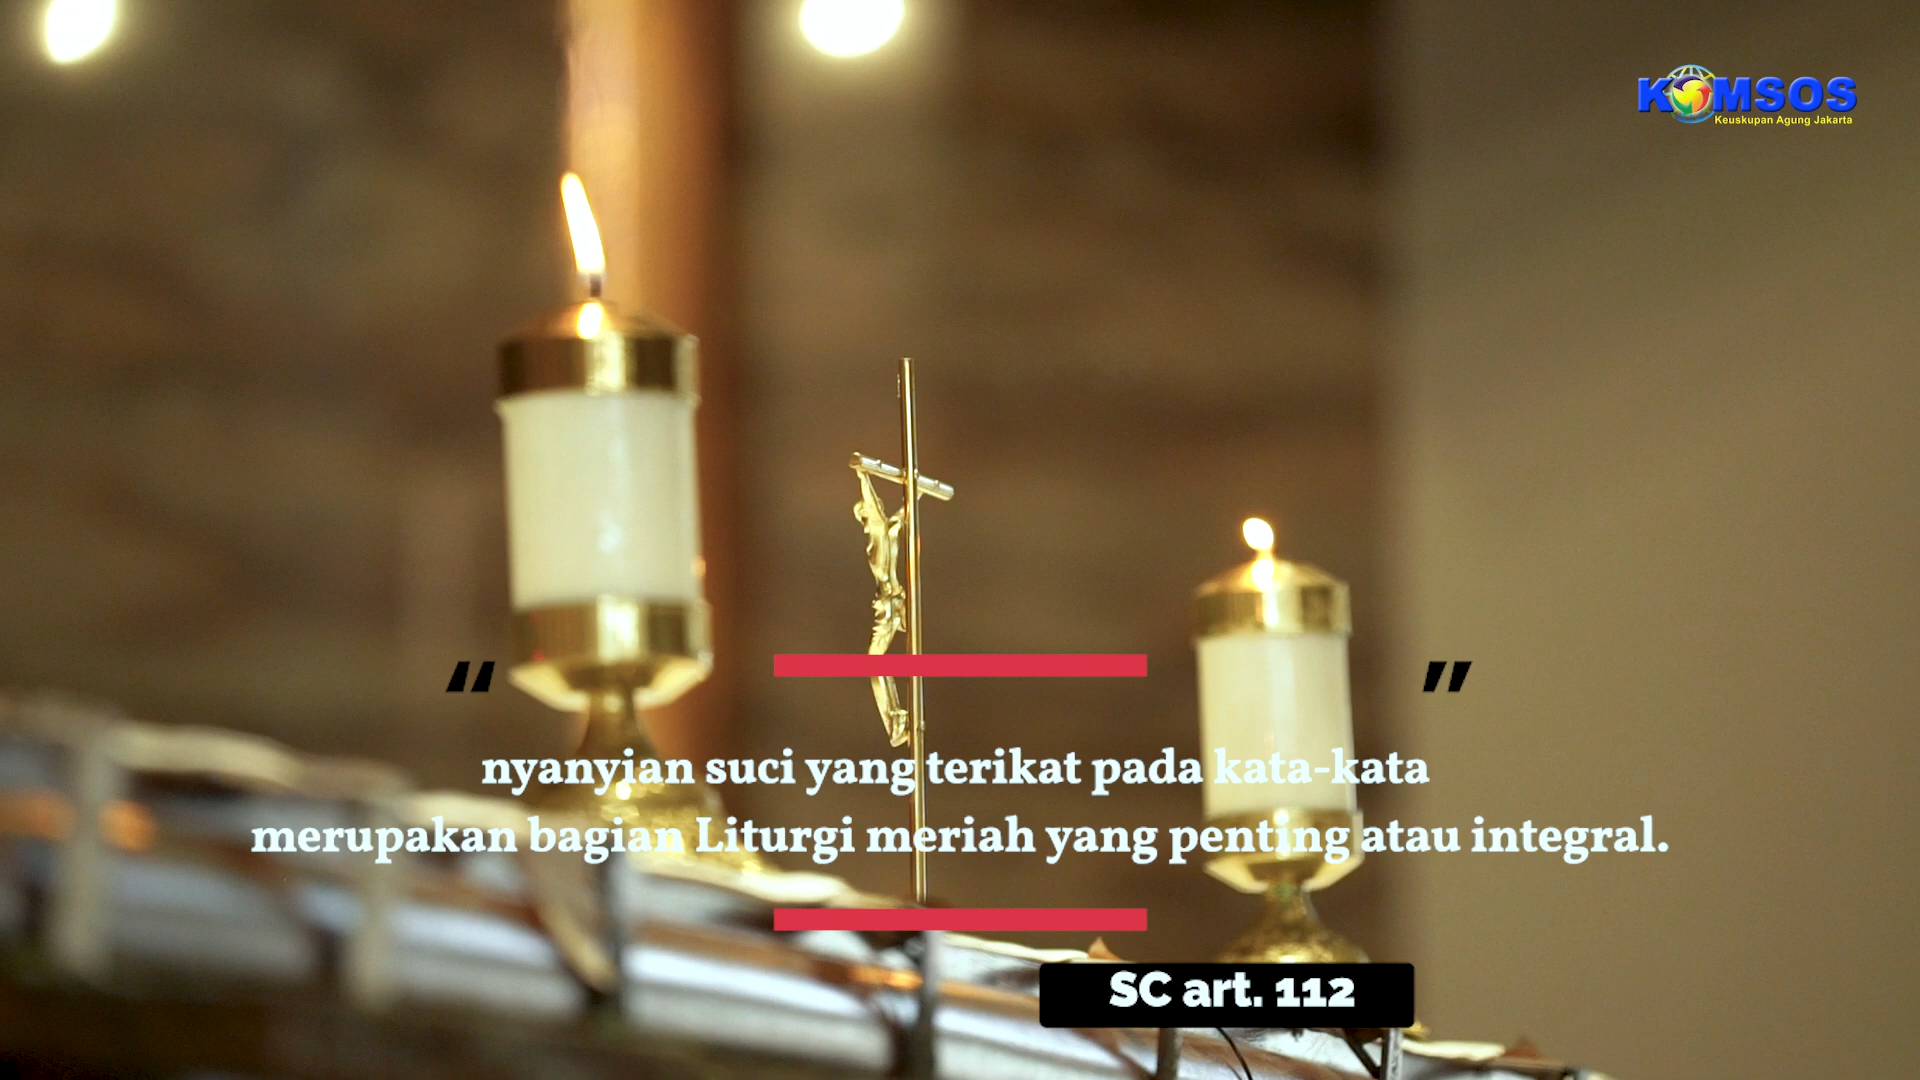 KOMSOS
Keuskupan Agung Jakarta
“ ”
nyanyian suci yang terikat pada kata-kata
merupakan bagian Liturgi meriah yang penting atau integral.
SC art. 112